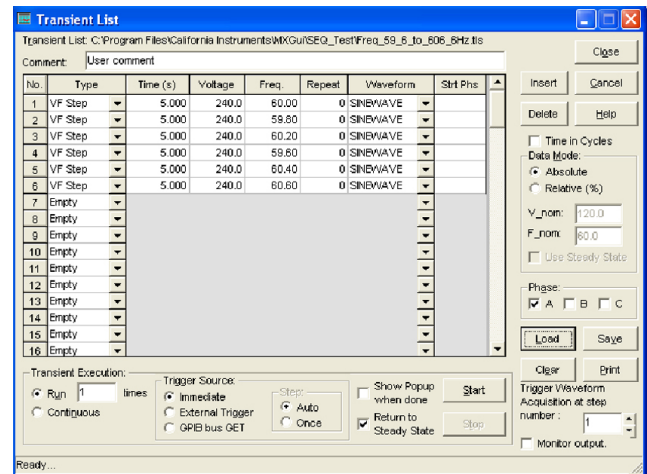 Transient List
Transient List: C:\Program Files\California Instruments\MXGui\SEQ_Test\Freq_59_6_to_606_6Hz.tls
Comment: User comment
No. Type Time (s) Voltage Freq. Repeat Waveform Strt Phs
1 VF Step 5.000 240.0 60.00 0 SINEWAVE
2 VF Step 5.000 240.0 59.80 0 SINEWAVE
3 VF Step 5.000 240.0 60.20 0 SINEWAVE
4 VF Step 5.000 240.0 59.60 0 SINEWAVE
5 VF Step 5.000 240.0 60.40 0 SINEWAVE
6 VF Step 5.000 240.0 60.60 0 SINEWAVE
7 Empty
8 Empty
9 Empty
10 Empty
11 Empty
12 Empty
13 Empty
14 Empty
15 Empty
16 Empty
Close
Insert Cancel
Delete Help
Time in Cycles
Data Mode:
Absolute
Relative (%)
V_nom: 120.0
F_nom: 60.0
Use Steady State
Phase:
A B C
Load Save
Clear Print
Trigger Waveform
Acquisition at step
number : 1
Monitor output.
Transient Execution:
Run 1 times
Continuous
Trigger Source:
Immediate
External Trigger
GPIB bus GET
Step:
Auto
Once
Show Popup
when done
Return to
Steady State
Start
Stop
Ready...